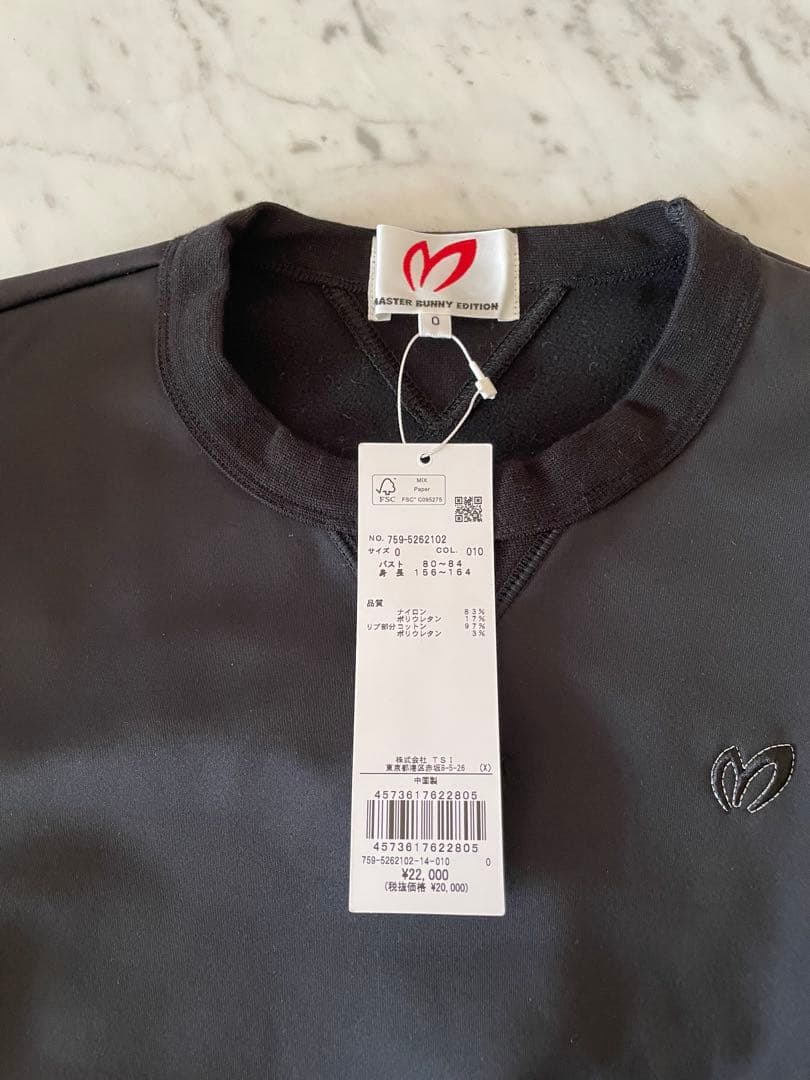 MASTER BUNNY EDITION
0
FSC
MIX
Paper
FSC® C095275
NO. 759-5262102
サイズ 0 COL. 010
バスト 80～84
身 長 156～164
品質
ナイロン 83%
ポリウレタン 17%
リブ部分コットン 97%
ポリウレタン 3%
株式会社 TSI
東京都港区赤坂8-5-26 (X)
中国製
4573617622805
4573617622805
759-5262102-14-010 0
¥22,000
(税抜価格 ¥20,000)